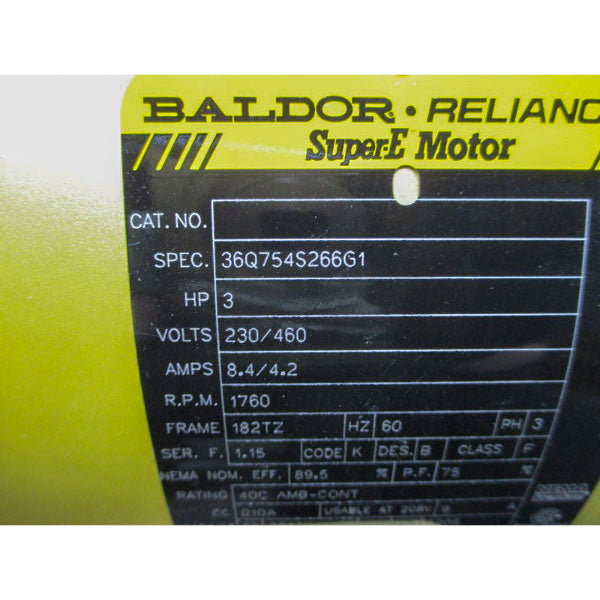 BALDOR • RELIANC
Super-E Motor
CAT. NO.
SPEC. 36Q754S266G1
HP 3
VOLTS 230/460
AMPS 8.4/4.2
R.P.M. 1760
FRAME 182TZ HZ 60 PH 3
SER. F. 1.15 CODE K DES. B CLASS F
NEMA NOM. EFF. 89.5 % P.F. 75 %
RATING 40C AMB-CONT
CC 010A USABLE AT 208V 9 A